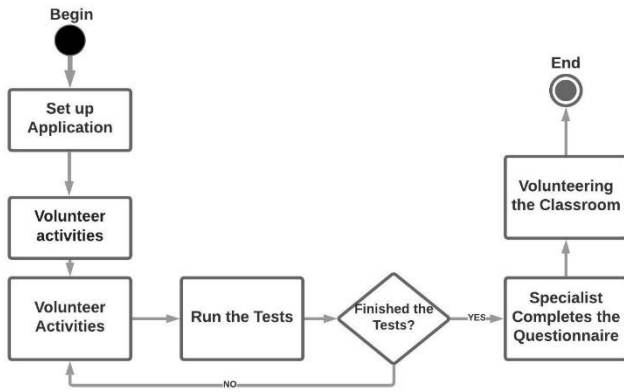 Begin
Set up
Application
Volunteer
activities
Volunteer
Activities
Run the Tests
Finished the
Tests?
YES
NO
Specialist
Completes the
Questionnaire
Volunteering
the Classroom
End